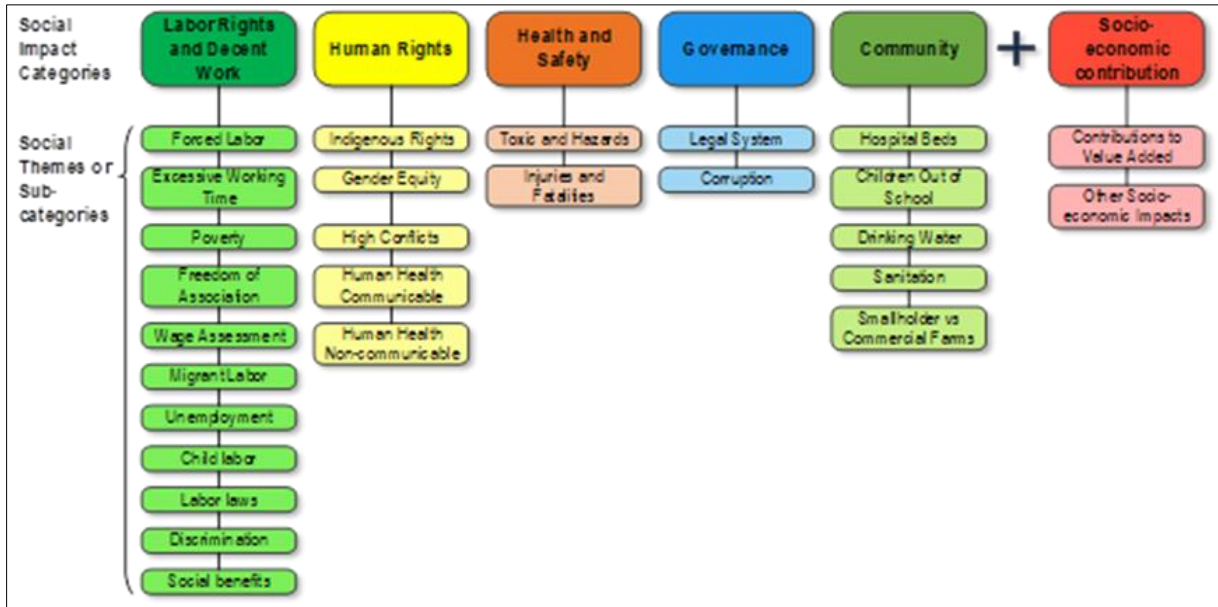 Social
Impact
Categories
Labor Rights
and Decent
Work
Human Rights
Health and
Safety
Governance
Community
+
Socio-
economic
contribution
Social
Themes or
Sub-
categories
Forced Labor
Excessive Working
Time
Poverty
Freedom of
Association
Wage Assessment
Migrant Labor
Unemployment
Child labor
Labor laws
Discrimination
Social benefits
Indigenous Rights
Gender Equity
High Conflicts
Human Health
Communicable
Human Health
Non-communicable
Toxic and Hazards
Injuries and
Fatalities
Legal System
Corruption
Hospital Beds
Children Out of
School
Drinking Water
Sanitation
Smallholder vs
Commercial Farms
Contributions to
Value Added
Other Socio-
economic Impacts